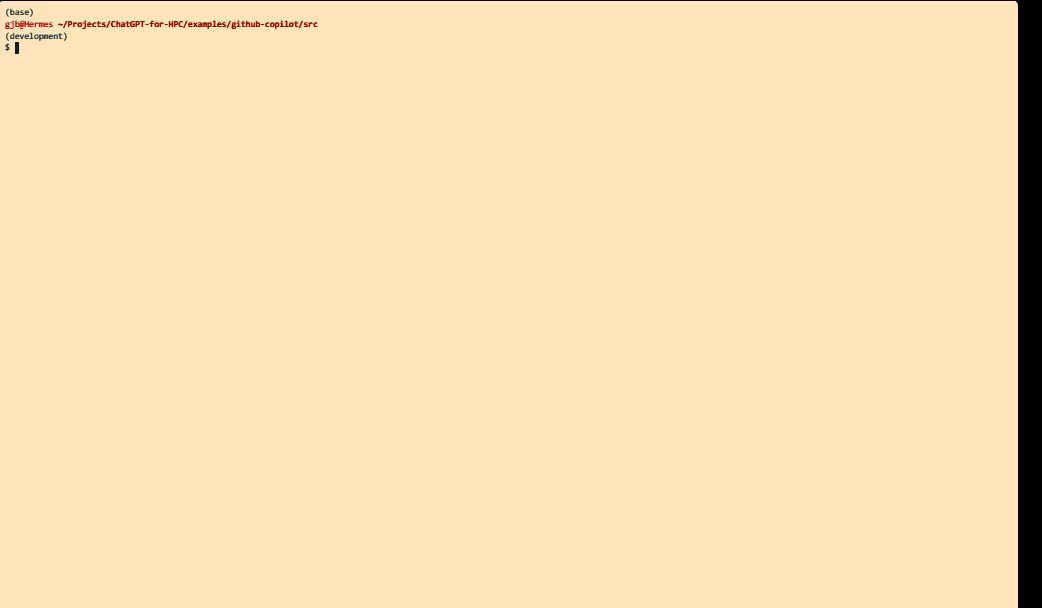 (base)
gjb@Hermes ~/Projects/ChatGPT-for-HPC/examples/github-copilot/src
(development)
$